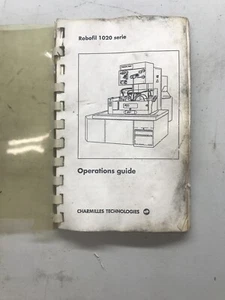 Robofil 1020 serie
Operations guide
CHARMILLES TECHNOLOGIES